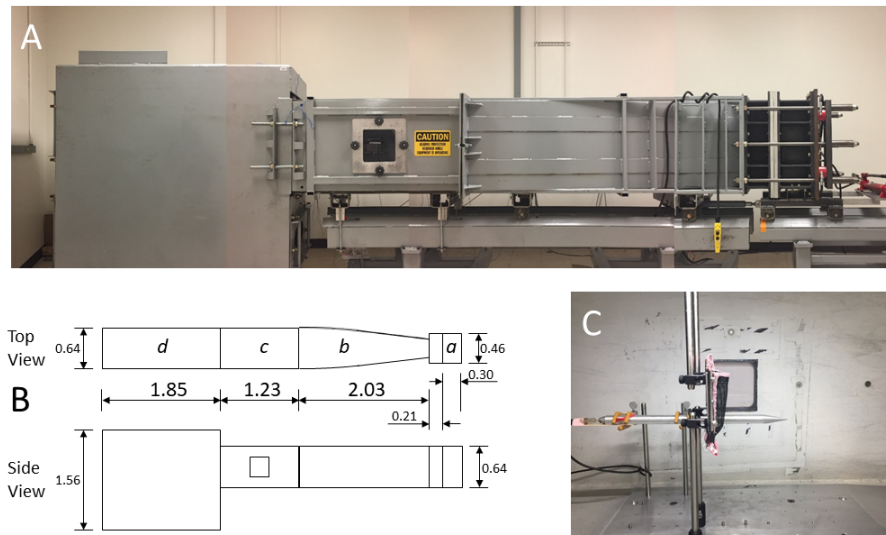 A
CAUTION
Top
View
0.64
d
c
b
a
0.46
0.30
1.85
1.23
2.03
B
0.21
Side
View
1.56
0.64
C